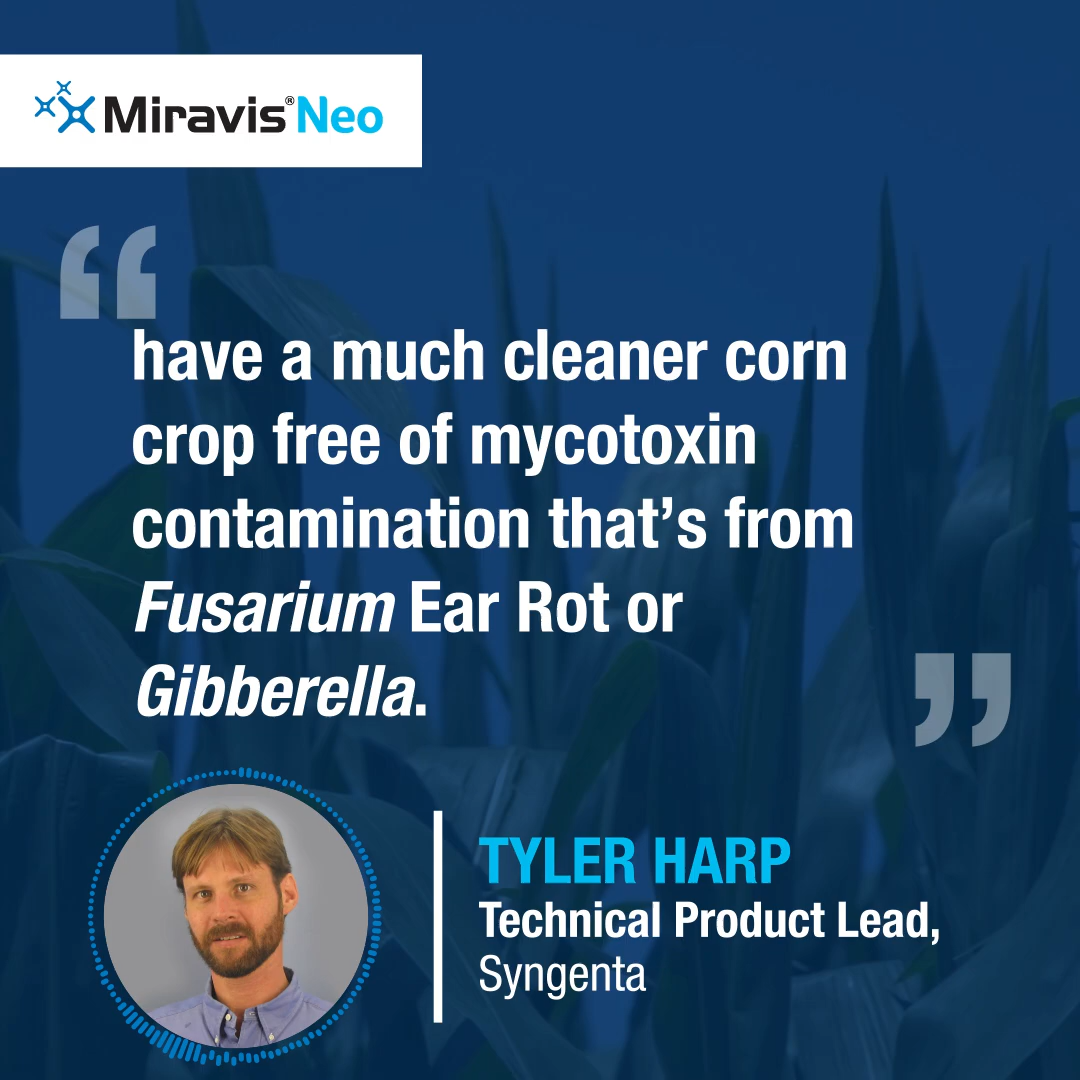 Miravis® Neo
“
have a much cleaner corn
crop free of mycotoxin
contamination that’s from
Fusarium Ear Rot or
Gibberella.
”
TYLER HARP
Technical Product Lead,
Syngenta